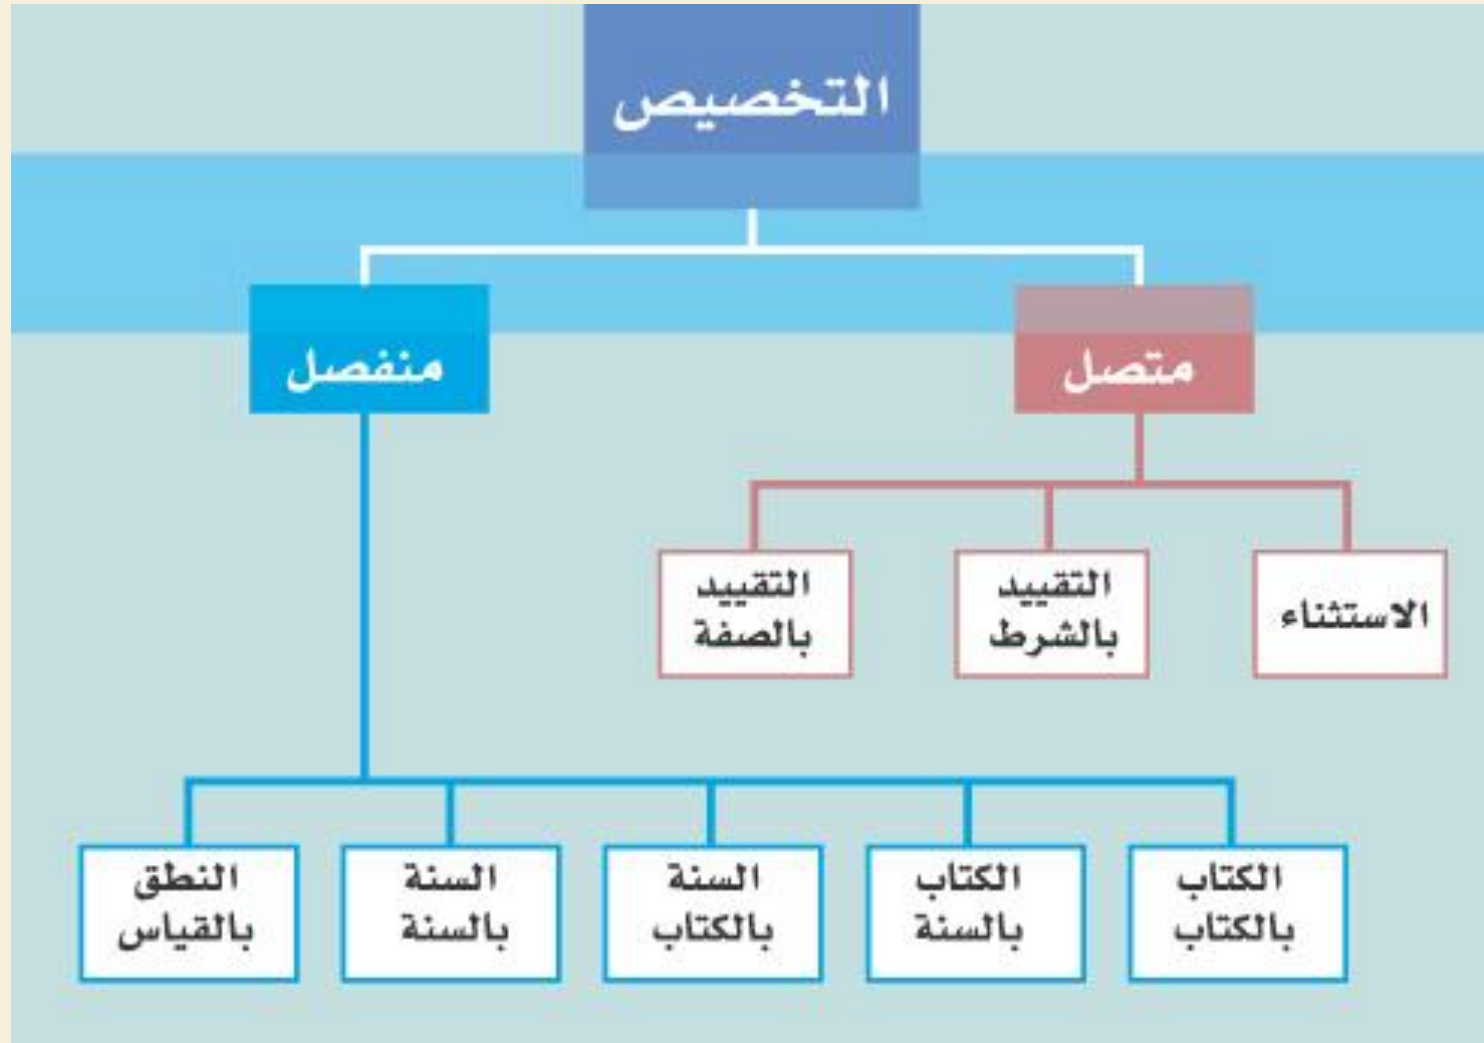 التخصيص
متصل
منفصل
الاستثناء
التقييد
بالشرط
التقييد
بالصفة
الكتاب
بالكتاب
الكتاب
بالسنة
السنة
بالكتاب
السنة
بالسنة
النطق
بالقياس